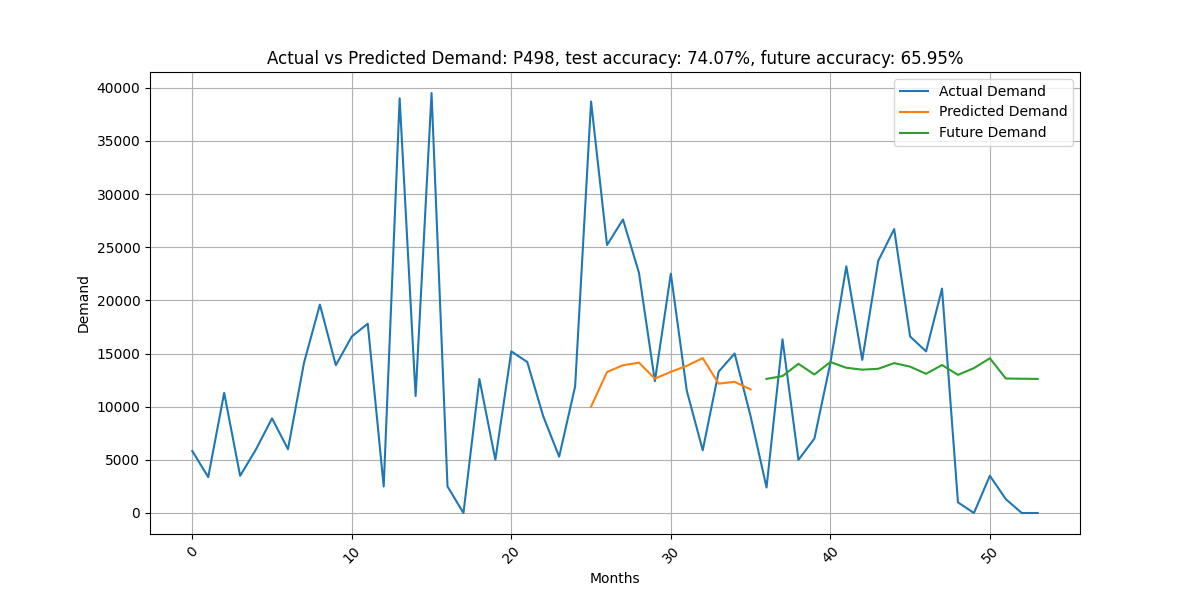 Actual vs Predicted Demand: P498, test accuracy: 74.07%, future accuracy: 65.95%
Actual Demand
Predicted Demand
Future Demand
Demand
40000
35000
30000
25000
20000
15000
10000
5000
0
0
10
20
30
40
50
Months